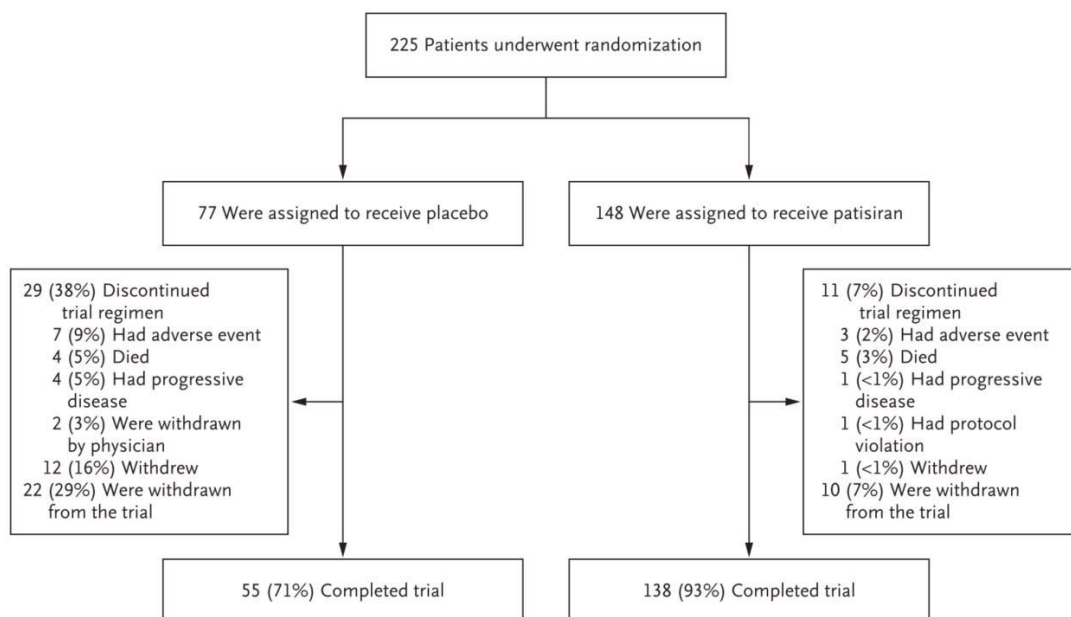 225 Patients underwent randomization
77 Were assigned to receive placebo
148 Were assigned to receive patisiran
29 (38%) Discontinued
trial regimen
7 (9%) Had adverse event
4 (5%) Died
4 (5%) Had progressive
disease
2 (3%) Were withdrawn
by physician
12 (16%) Withdrew
22 (29%) Were withdrawn
from the trial
11 (7%) Discontinued
trial regimen
3 (2%) Had adverse event
5 (3%) Died
1 (<1%) Had progressive
disease
1 (<1%) Had protocol
violation
1 (<1%) Withdrew
10 (7%) Were withdrawn
from the trial
55 (71%) Completed trial
138 (93%) Completed trial